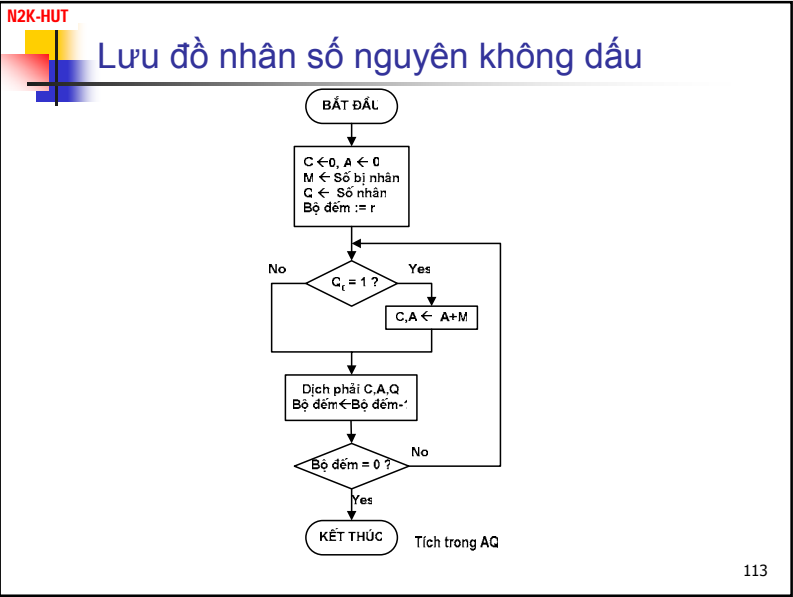 N2K-HUT
Lưu đồ nhân số nguyên không dấu
BẮT ĐẦU
C ←0, A ← 0
M ← Số bị nhân
Q ← Số nhân
Bộ đếm :=
No
Yes
= 1 ?
C,A ← A+M
Dịch phải C,A,Q
Bộ đếm←Bộ đếm-1
No
Bộ đếm = 0 ?
Yes
KẾT THÚC
Tích trong AQ
113